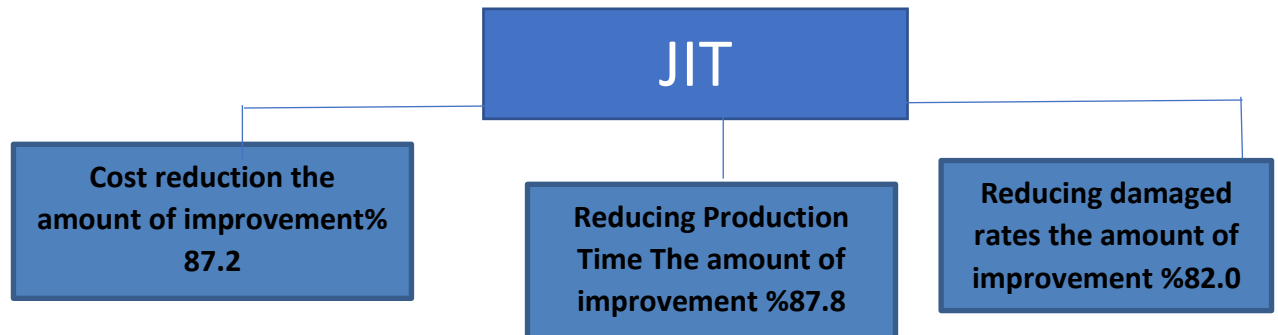 JIT
Cost reduction the
amount of improvement%
87.2
Reducing Production
Time The amount of
improvement %87.8
Reducing damaged
rates the amount of
improvement %82.0